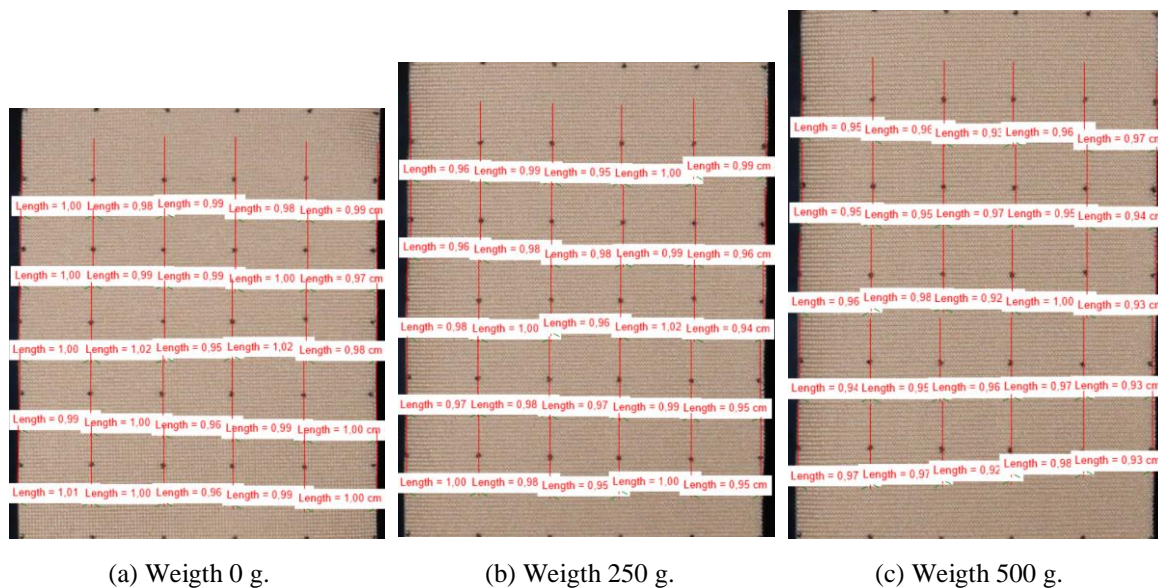 Length = 1,00 Length = 0,98 Length = 0,99 Length = 0,98 Length = 0,99 cm
Length = 1,00 Length = 0,99 Length = 0,99 Length = 1,00 Length = 0,97 cm
Length = 1,00 Length = 1,02 Length = 0,95 Length = 1,02 Length = 0,98 cm
Length = 0,99 Length = 1,00 Length = 0,96 Length = 0,99 Length = 1,00 cm
Length = 1,01 Length = 1,00 Length = 0,96 Length = 0,99 Length = 1,00 cm
(a) Weigth 0 g.
Length = 0,96 Length = 0,99 Length = 0,95 Length = 1,00 Length = 0,99 cm
Length = 0,96 Length = 0,98 Length = 0,98 Length = 0,99 Length = 0,96 cm
Length = 0,98 Length = 1,00 Length = 0,96 Length = 1,02 Length = 0,94 cm
Length = 0,97 Length = 0,98 Length = 0,97 Length = 0,99 Length = 0,95 cm
Length = 1,00 Length = 0,98 Length = 0,95 Length = 1,00 Length = 0,95 cm
(b) Weigth 250 g.
Length = 0,95 Length = 0,96 Length = 0,93 Length = 0,96 Length = 0,97 cm
Length = 0,95 Length = 0,95 Length = 0,97 Length = 0,95 Length = 0,94 cm
Length = 0,96 Length = 0,98 Length = 0,92 Length = 1,00 Length = 0,93 cm
Length = 0,94 Length = 0,95 Length = 0,96 Length = 0,97 Length = 0,93 cm
Length = 0,97 Length = 0,97 Length = 0,92 Length = 0,98 Length = 0,93 cm
(c) Weigth 500 g.